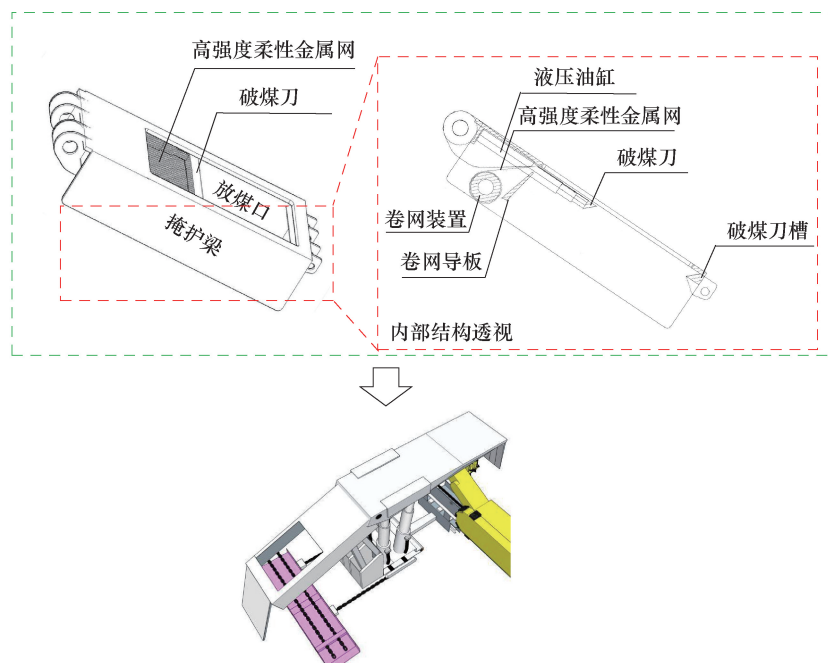 高强度柔性金属网
破煤刀
放煤口
掩护梁
液压油缸
高强度柔性金属网
破煤刀
卷网装置
破煤刀槽
卷网导板
内部结构透视